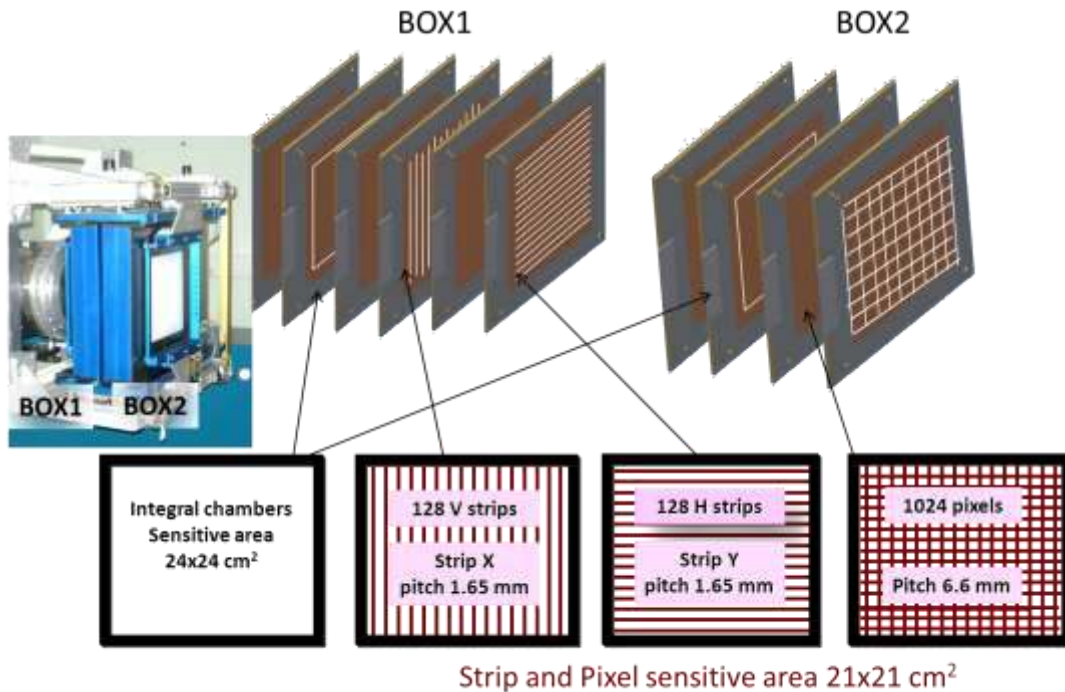 BOX1
BOX2
BOX1 BOX2
Integral chambers
Sensitive area
24x24 cm²
128 V strips
Strip X
pitch 1.65 mm
128 H strips
Strip Y
pitch 1.65 mm
1024 pixels
Pitch 6.6 mm
Strip and Pixel sensitive area 21x21 cm²